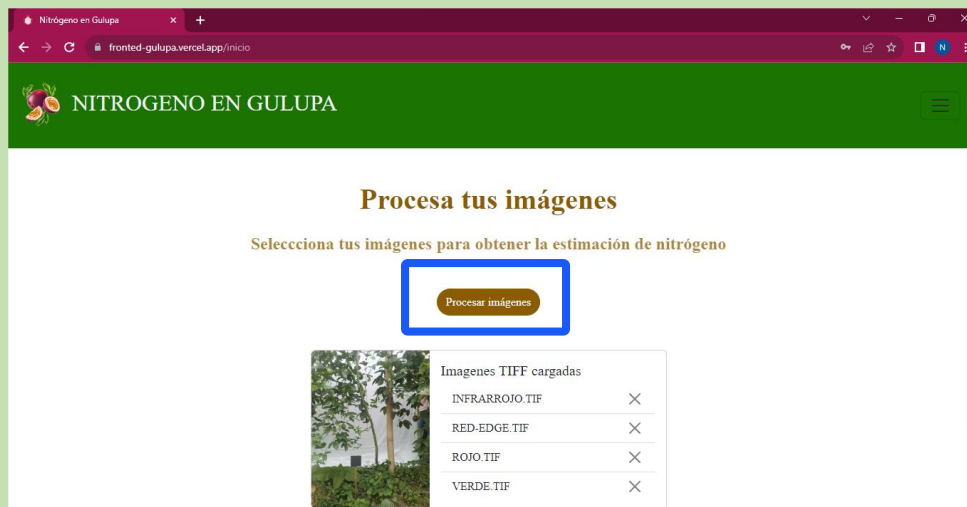 Nitrógeno en Gulupa
fronted-gulupa.vercel.app/inicio
N
NITROGENO EN GULUPA
Procesa tus imágenes
Seleccciona tus imágenes para obtener la estimación de nitrógeno
Procesar imágenes
Imagenes TIFF cargadas
INFRARROJO.TIF
RED-EDGE.TIF
ROJO.TIF
VERDE.TIF